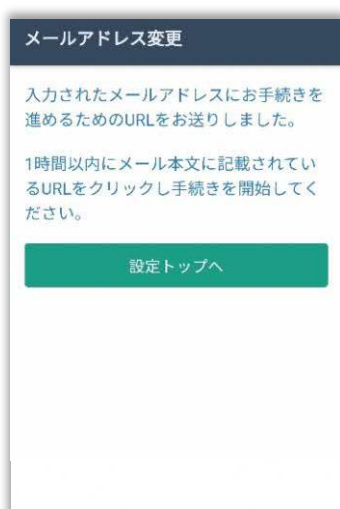 メールアドレス変更
入力されたメールアドレスにお手続きを
進めるためのURLをお送りしました。
1時間以内にメール本文に記載されてい
るURLをクリックし手続きを開始してく
ださい。
設定トップへ